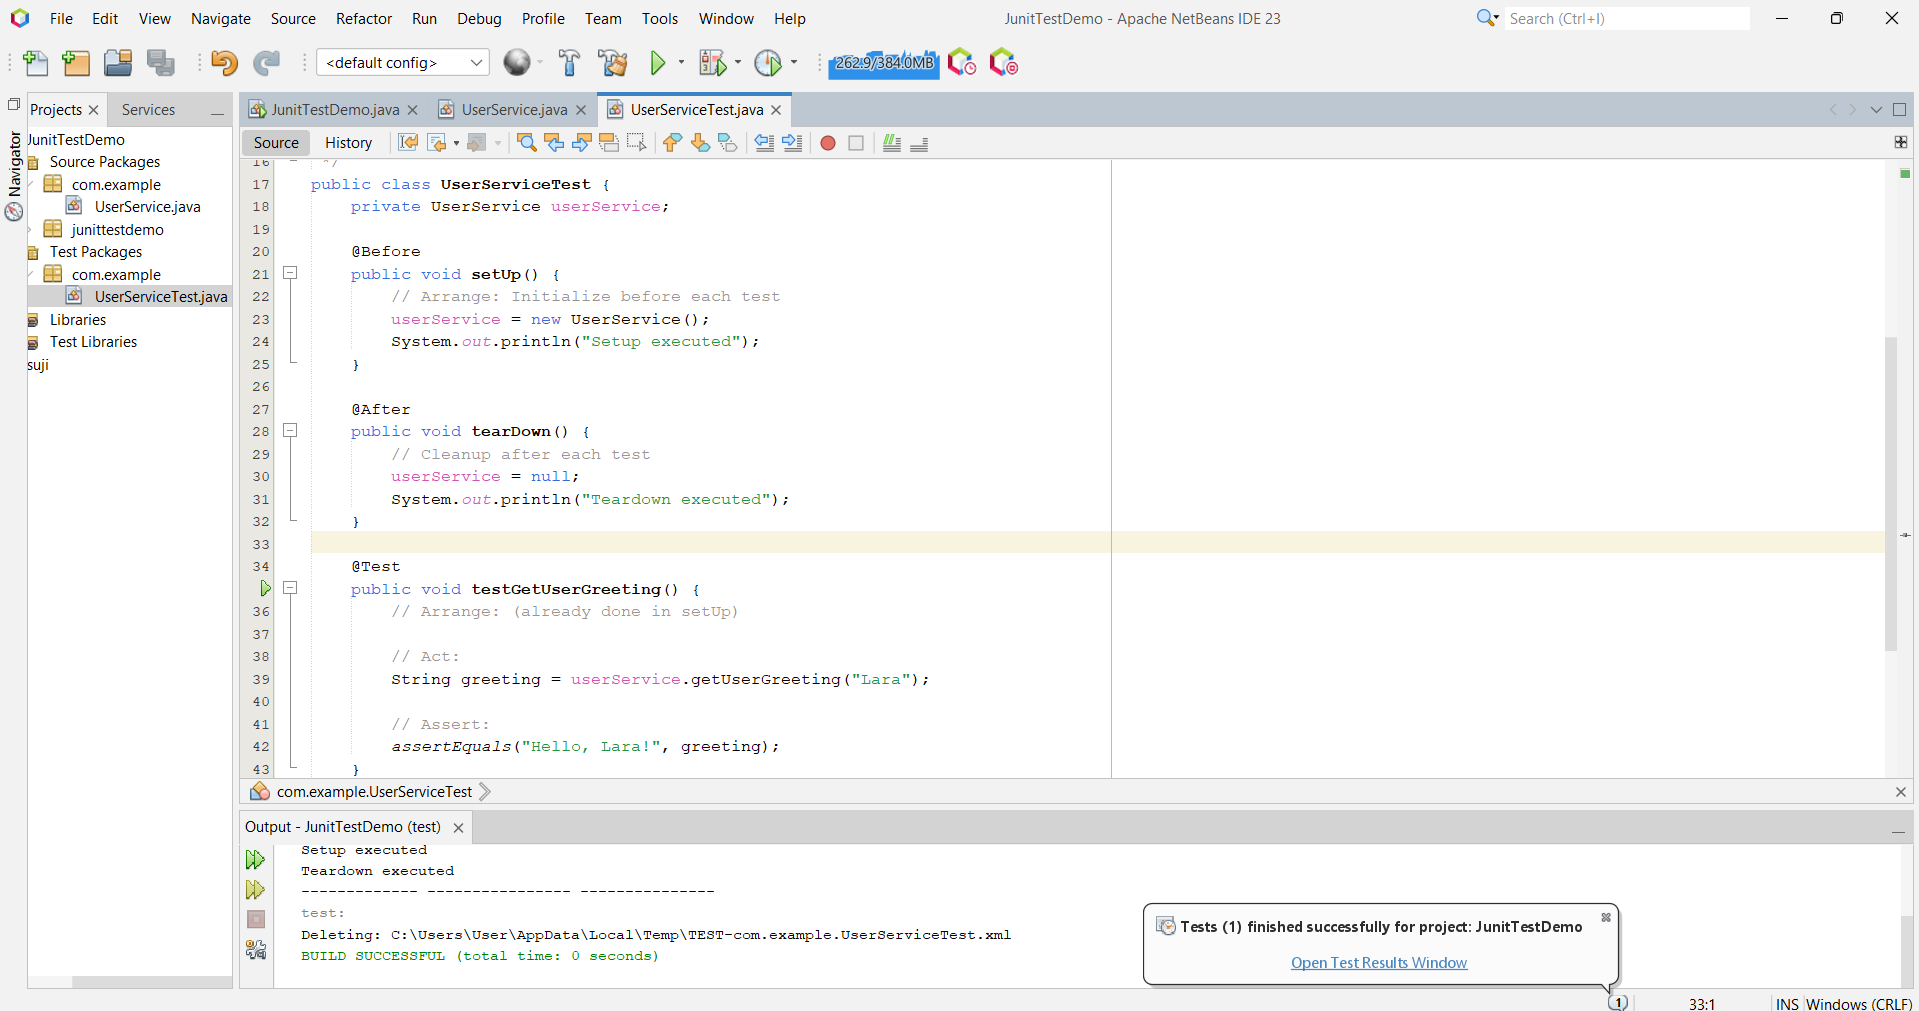 File Edit View Navigate Source Refactor Run Debug Profile Team Tools Window Help
JunitTestDemo - Apache NetBeans IDE 23
Search (Ctrl+I)
<default config>
262.9/384.0MB
Projects
Services
Navigator
JunitTestDemo
Source Packages
com.example
UserService.java
junittestdemo
Test Packages
com.example
UserServiceTest.java
Libraries
Test Libraries
suji
JunitTestDemo.java
UserService.java
UserServiceTest.java
Source
History
16 */
17 public class UserServiceTest {
18 private UserService userService;
19
20 @Before
21 public void setUp() {
22 // Arrange: Initialize before each test
23 userService = new UserService();
24 System.out.println("Setup executed");
25 }
26
27 @After
28 public void tearDown() {
29 // Cleanup after each test
30 userService = null;
31 System.out.println("Teardown executed");
32 }
33
34 @Test
public void testGetUserGreeting() {
36 // Arrange: (already done in setUp)
37
38 // Act:
39 String greeting = userService.getUserGreeting("Lara");
40
41 // Assert:
42 assertEquals("Hello, Lara!", greeting);
43 }
com.example.UserServiceTest
Output - JunitTestDemo (test)
Setup executed
Teardown executed
------------- ---------------- ---------------
test:
Deleting: C:\Users\User\AppData\Local\Temp\TEST-com.example.UserServiceTest.xml
BUILD SUCCESSFUL (total time: 0 seconds)
Tests (1) finished successfully for project: JunitTestDemo
Open Test Results Window
1
33:1
INS
Windows (CRLF)